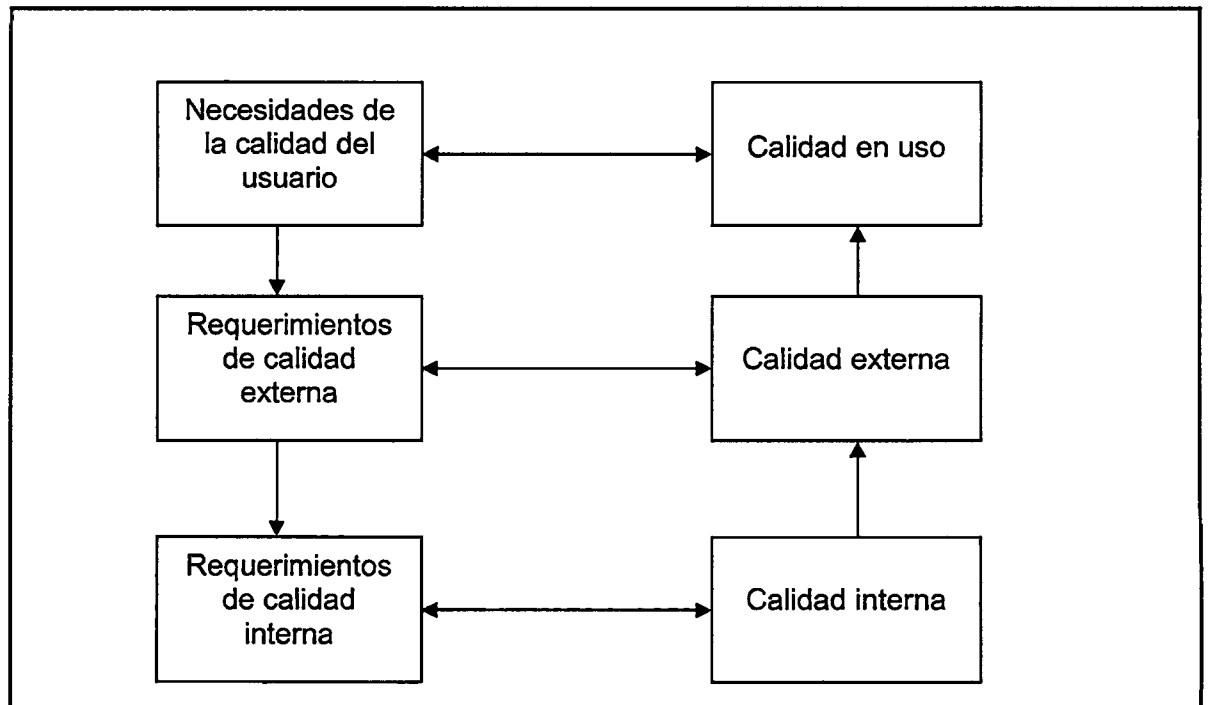 Necesidades de
la calidad del
usuario
Calidad en uso
Requerimientos
de calidad
externa
Calidad externa
Requerimientos
de calidad
interna
Calidad interna